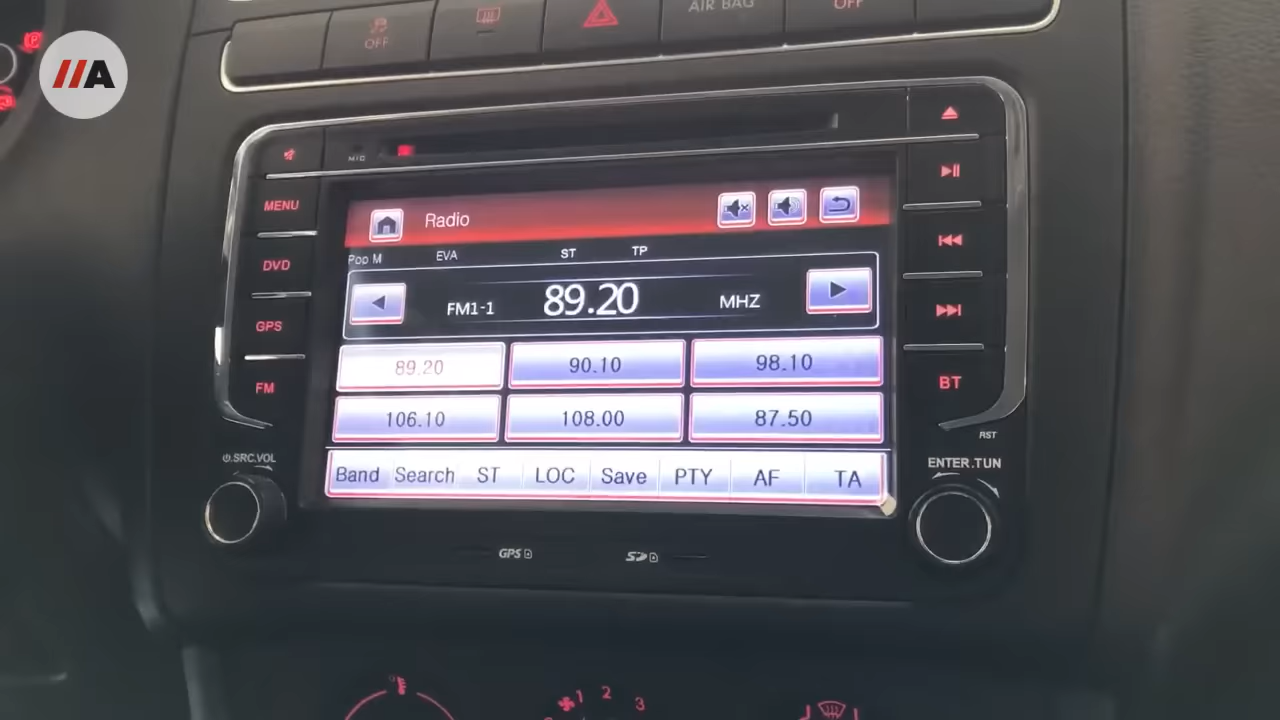 OFF
AIR BAG
OFF
//A
MIC
MENU
DVD
GPS
FM
Radio
Pop M EVA ST TP
FM1-1 89.20 MHZ
89.20 90.10 98.10
106.10 108.00 87.50
Band Search ST LOC Save PTY AF TA
BT
RST
SRC.VOL
ENTER.TUN
GPS
SD
1 2 3